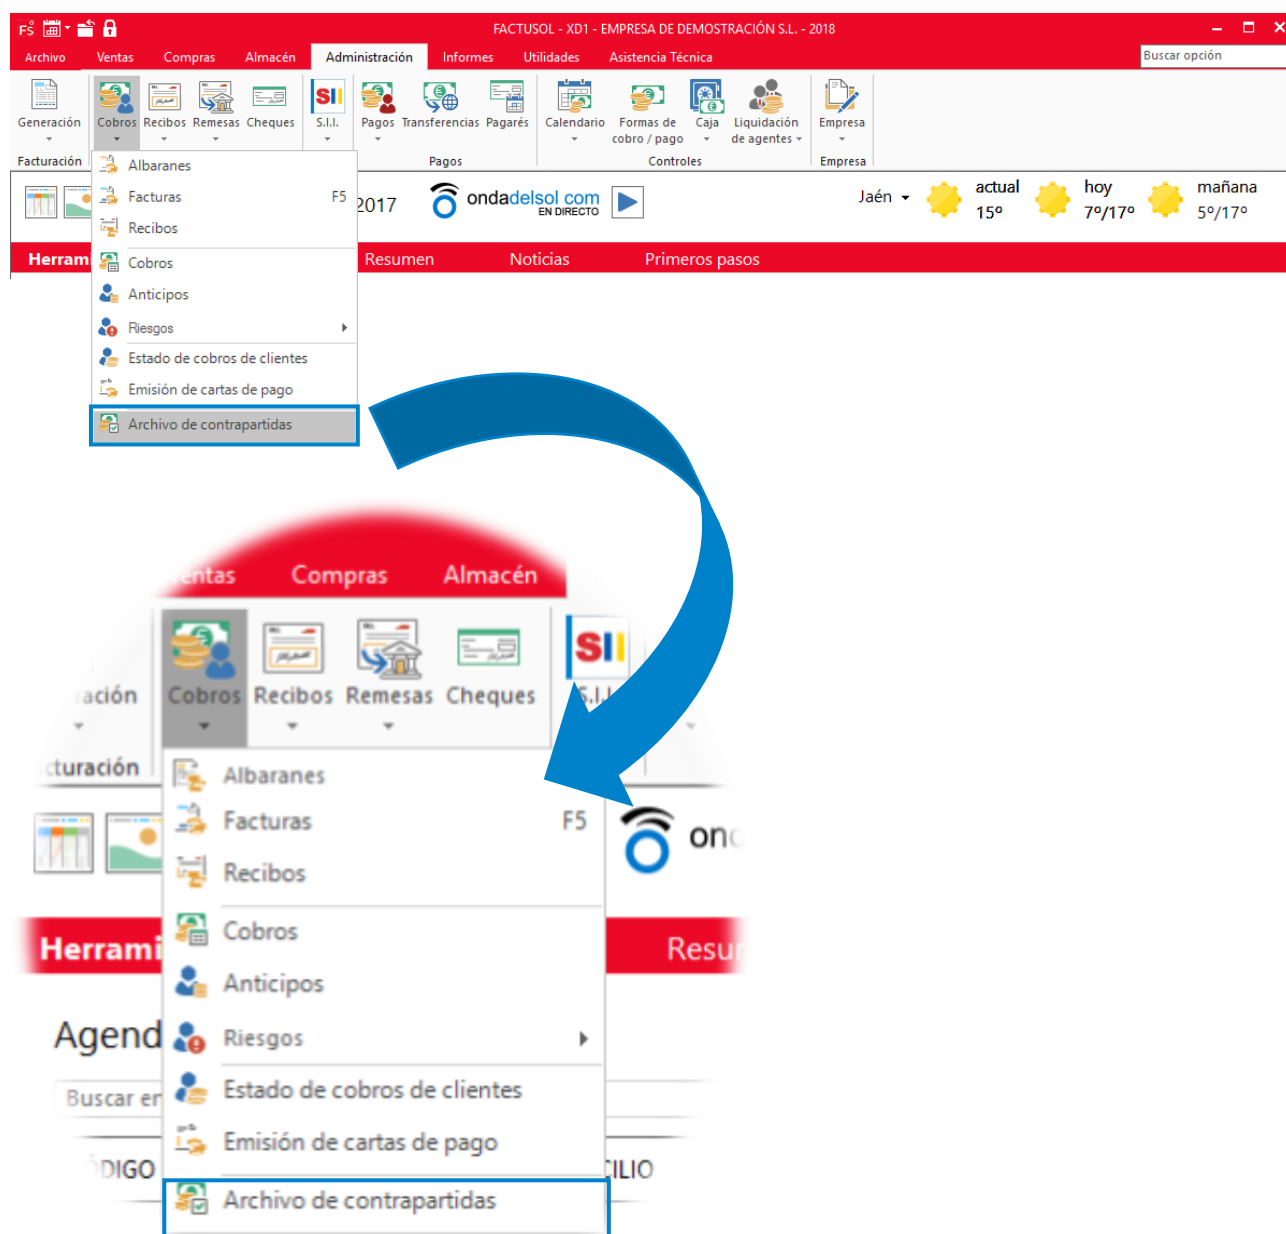 FS
FACTUSOL - XD1 - EMPRESA DE DEMOSTRACIÓN S.L. - 2018
Archivo Ventas Compras Almacén Administración Informes Utilidades Asistencia Técnica Buscar opción
Generación Cobros Recibos Remesas Cheques S.I.I. Pagos Transferencias Pagarés Calendario Formas de cobro / pago Caja Liquidación de agentes Empresa
Facturación Pagos Controles Empresa
Albaranes
Facturas F5
Recibos
Cobros
Anticipos
Riesgos
Estado de cobros de clientes
Emisión de cartas de pago
Archivo de contrapartidas
2017 ondadelsol com
EN DIRECTO
Jaén actual 15º hoy 7º/17º mañana 5º/17º
Herrami Resumen Noticias Primeros pasos
entas Compras Almacén
SII
ación Cobros Recibos Remesas Cheques S.I.I
cturación
Albaranes
Facturas F5
Recibos
ond
Cobros
Herrami Resu
Anticipos
Agend
Riesgos
Buscar en
Estado de cobros de clientes
Emisión de cartas de pago
ÓDIGO CILIO
Archivo de contrapartidas